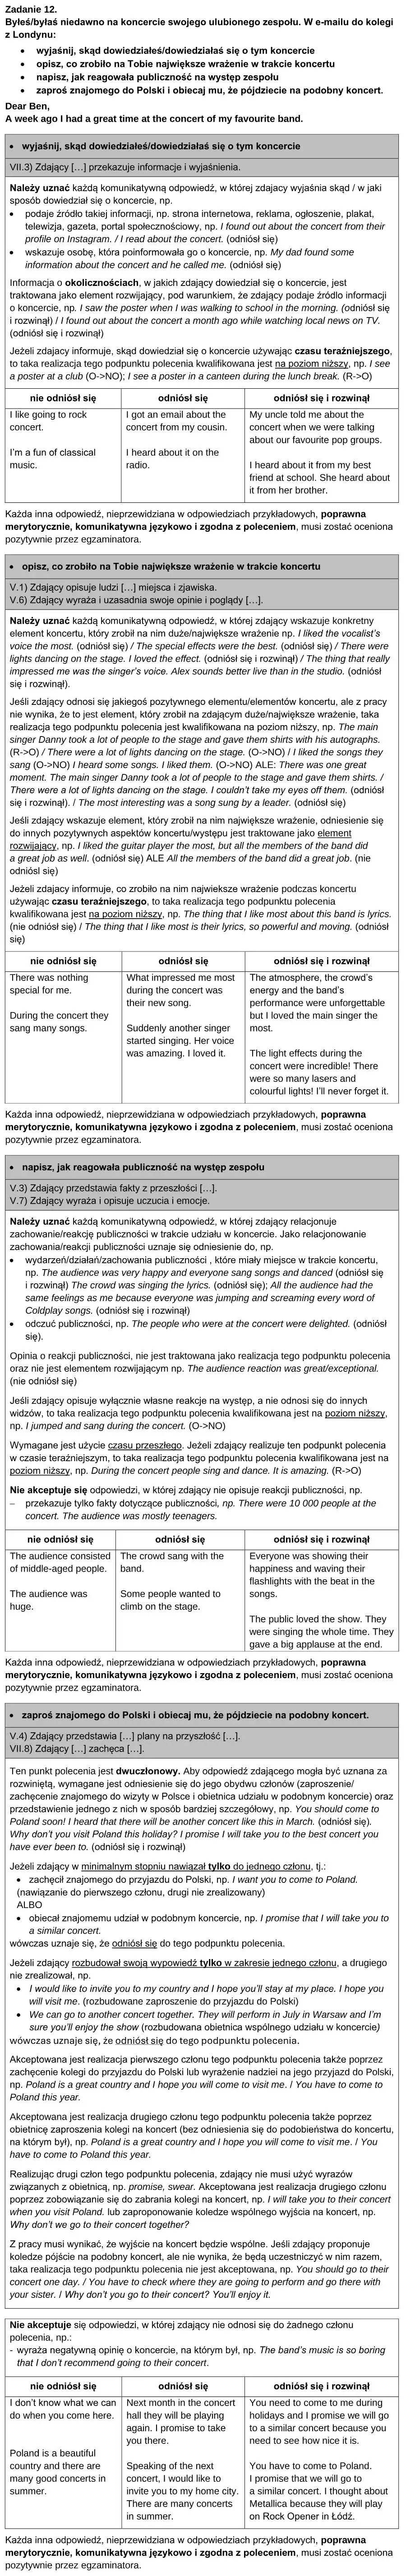 Zadanie 12.
Byłeś/byłaś niedawno na koncercie swojego ulubionego zespołu. W e-mailu do kolegi
z Londynu:
• wyjaśnij, skąd dowiedziałeś/dowiedziałaś się o tym koncercie
• opisz, co zrobiło na Tobie największe wrażenie w trakcie koncertu
• napisz, jak reagowała publiczność na występ zespołu
• zaproś znajomego do Polski i obiecaj mu, że pójdziecie na podobny koncert.
Dear Ben,
A week ago I had a great time at the concert of my favourite band.
• wyjaśnij, skąd dowiedziałeś/dowiedziałaś się o tym koncercie
VII.3) Zdający […] przekazuje informacje i wyjaśnienia.
Należy uznać każdą komunikatywną odpowiedź, w której zdajacy wyjaśnia skąd / w jaki
sposób dowiedział się o koncercie, np.
• podaje źródło takiej informacji, np. strona internetowa, reklama, ogłoszenie, plakat,
telewizja, gazeta, portal społecznościowy, np. I found out about the concert from their
profile on Instagram. / I read about the concert. (odniósł się)
• wskazuje osobę, która poinformowała go o koncercie, np. My dad found some
information about the concert and he called me. (odniósł się)
Informacja o okolicznościach, w jakich zdający dowiedział się o koncercie, jest
traktowana jako element rozwijający, pod warunkiem, że zdający podaje źródło informacji
o koncercie, np. I saw the poster when I was walking to school in the morning. (odniósł się
i rozwinął) / I found out about the concert a month ago while watching local news on TV.
(odniósł się i rozwinął)
Jeżeli zdajacy informuje, skąd dowiedział się o koncercie używając czasu teraźniejszego,
to taka realizacja tego podpunktu polecenia kwalifikowana jest na poziom niższy, np. I see
a poster at a club (O->NO); I see a poster in a canteen during the lunch break. (R->O)
nie odniósł się
odniósł się
odniósł się i rozwinął
I like going to rock
concert.
I'm a fun of classical
music.
I got an email about the
concert from my cousin.
I heard about it on the
radio.
My uncle told me about the
concert when we were talking
about our favourite pop groups.
I heard about it from my best
friend at school. She heard about
it from her brother.
Każda inna odpowiedź, nieprzewidziana w odpowiedziach przykładowych, poprawna
merytorycznie, komunikatywna językowo i zgodna z poleceniem, musi zostać oceniona
pozytywnie przez egzaminatora.
• opisz, co zrobiło na Tobie największe wrażenie w trakcie koncertu
V.1) Zdający opisuje ludzi […] miejsca i zjawiska.
V.6) Zdający wyraża i uzasadnia swoje opinie i poglądy […].
Należy uznać każdą komunikatywną odpowiedź, w której zdający wskazuje konkretny
element koncertu, który zrobił na nim duże/największe wrażenie np. I liked the vocalist's
voice the most. (odniósł się) / The special effects were the best. (odniósł się) / There were
lights dancing on the stage. I loved the effect. (odniósł się i rozwinął) / The thing that really
impressed me was the singer's voice. Alex sounds better live than in the studio. (odniósł
się i rozwinął).
Jeśli zdający odnosi się jakiegoś pozytywnego elementu/elementów koncertu, ale z pracy
nie wynika, że to jest element, który zrobił na zdającym duże/największe wrażenie, taka
realizacja tego podpunktu polecenia jest kwalifikowana na poziom niższy, np. The main
singer Danny took a lot of people to the stage and gave them shirts with his autographs.
(R->O) / There were a lot of lights dancing on the stage. (O->NO) / I liked the songs they
sang (O->NO) I heard some songs. I liked them. (O->NO) ALE: There was one great
moment. The main singer Danny took a lot of people to the stage and gave them shirts. /
There were a lot of lights dancing on the stage. I couldn't take my eyes off them. (odniósł
się i rozwinął). / The most interesting was a song sung by a leader. (odniósł się)
Jeśli wskazuje element, który zrobił na nim największe wrażenie, odniesienie się
do innych pozytywnych aspektów koncertu/występu jest traktowane jako element
rozwijający, np. I liked the guitar player the most, but all the members of the band did
a great job as well. (odniósł się) ALE All the members of the band did a great job. (nie
odniósł się)
Jeżeli zdający informuje, co zrobiło na nim najwieksze wrażenie podczas koncertu
używając czasu teraźniejszego, to taka realizacja tego podpunktu polecenia
kwalifikowana jest na poziom niższy, np. The thing that I like most about this band is lyrics.
(nie odniósł się) / The thing that I like most is their lyrics, so powerful and moving. (odniósł
się)
nie odniósł się
odniósł się
odniósł się i rozwinął
There was nothing
special for me.
During the concert they
sang many songs.
What impressed me most
during the concert was
their new song.
Suddenly another singer
started singing. Her voice
was amazing. I loved it.
The atmosphere, the crowd's
energy and the band's
performance were unforgettable
but I loved the main singer the
most.
The light effects during the
concert were incredible! There
were so many lasers and
colourful lights! I'll never forget it.
Każda inna odpowiedź, nieprzewidziana w odpowiedziach przykładowych, poprawna
merytorycznie, komunikatywna językowo i zgodna z poleceniem, musi zostać oceniona
pozytywnie przez egzaminatora.
• napisz, jak reagowała publiczność na występ zespołu
V.3) Zdający przedstawia fakty z przeszłości […].
V.7) Zdający wyraża i opisuje uczucia i emocje.
Należy uznać każdą komunikatywną odpowiedź, w której zdający relacjonuje
zachowanie/reakcję publiczności w trakcie udziału w koncercie. Jako relacjonowanie
zachowania/reakcji publiczności uznaje się odniesienie do, np.
• wydarzeń/działań/zachowania publiczności , które miały miejsce w trakcie koncertu,
np. The audience was very happy and everyone sang songs and danced (odniósł się
i rozwinął) The crowd was singing the lyrics. (odniósł się); All the audience had the
same feelings as me because everyone was jumping and screaming every word of
Coldplay songs. (odniósł się i rozwinął)
• odczuć publiczności, np. The people who were at the concert were delighted. (odniósł
się).
Opinia o reakcji publiczności, nie jest traktowana jako realizacja tego podpunktu polecenia
oraz nie jest elementem rozwijającym np. The audience reaction was great/exceptional.
(nie odniósł się)
Jeśli zdający opisuje wyłącznie własne reakcje na występ, a nie odnosi się do innych
widzów, to taka realizacja tego podpunktu polecenia kwalifikowana jest na poziom niższy,
np. I jumped and sang during the concert. (O->NO)
Wymagane jest użycie czasu przeszłego. Jeżeli zdający realizuje ten podpunkt polecenia
w czasie teraźniejszym, to taka realizacja tego podpunktu polecenia kwalifikowana jest na
poziom niższy, np. During the concert people sing and dance. It is amazing. (R->O)
Nie akceptuje się odpowiedzi, w której zdający nie opisuje reakcji publiczności, np.
– przekazuje tylko fakty dotyczące publiczności, np. There were 10 000 people at
the concert. The audience was mostly teenagers.
nie odniósł się
odniósł się
odniósł się i rozwinął
The audience consisted
of middle-aged people.
The audience was
huge.
The crowd sang with the
band.
Some people wanted to
climb on the stage.
Everyone was showing their
happiness and waving their
flashlights with the beat in the
songs.
The public loved the show. They
were singing the whole time. They
gave a big applause at the end.
Każda inna odpowiedź, nieprzewidziana w odpowiedziach przykładowych, poprawna
merytorycznie, komunikatywna językowo i zgodna z poleceniem, musi zostać oceniona
pozytywnie przez egzaminatora.
• zaproś znajomego do Polski i obiecaj mu, że pójdziecie na podobny koncert.
V.4) Zdający przedstawia […] plany na przyszłość […].
VII.8) Zdający […] zachęca […].
Ten punkt polecenia jest dwuczłonowy. Aby odpowiedź zdającego mogła być uznana za
rozwiniętą, wymagane jest odniesienie się do jego obydwu członów (zaproszenie/
zachęcenie znajomego do wizyty w Polsce i obietnica udziału w podobnym koncercie) oraz
przedstawienie jednego z nich w sposób bardziej szczegółowy, np. You should come to
Poland soon! I heard that there will be another concert like this in March. (odniósł się).
Why don't you visit Poland this holiday? I promise I will take you to the best concert you
have ever been to. (odniósł się i rozwinął)
Jeżeli zdający w minimalnym stopniu nawiązał tylko do jednego członu, tj.:
• zachęcił znajomego do przyjazdu do Polski, np. I want you to come to Poland.
(nawiązanie do pierwszego członu, drugi nie zrealizowany)
ALBO
• obiecał znajomemu udział w podobnym koncercie, np. I promise that I will take you to
a similar concert.
wówczas uznaje się, że odniósł się do tego podpunktu polecenia.
Jeżeli zdający rozbudował swoją wypowiedź tylko w zakresie jednego członu, a drugiego
nie zrealizował, np.
• I would like to invite you to my country and I hope you'll stay at my place. I hope you
will visit me. (rozbudowane zaproszenie do przyjazdu do Polski)
• We can go to another concert together. They will perform in July in Warsaw and I'm
sure you'll enjoy the show (rozbudowana obietnica wspólnego udziału w koncercie)
wówczas uznaje się, że odniósł się do tego podpunktu polecenia.
Akceptowana jest realizacja pierwszego członu tego podpunktu polecenia także poprzez
zachęcenie kolegi do przyjazdu do Polski lub wyrażenie nadziei na jego przyjazd do Polski,
np. Poland is a great country and I hope you will come to visit me. / You have to come to
Poland this year.
Akceptowana jest realizacja drugiego członu tego podpunktu polecenia także poprzez
obietnicę zaproszenia kolegi na koncert (bez odniesienia się do podobieństwa do koncertu,
na którym był), np. Poland is a great country and I hope you will come to visit me. / You
have to come to Poland this year.
Realizując drugi człon tego podpunktu polecenia, zdający nie musi użyć wyrazów
związanych z obietnicą, np. promise, swear. Akceptowana jest realizacja drugiego członu
poprzez zobowiązanie się do zabrania kolegi na koncert, np. I will take you to their concert
when you visit Poland. lub zaproponowanie koledze wspólnego wyjścia na koncert, np.
Why don't we go to their concert together?
Z pracy musi wynikać, że wyjście na koncert będzie wspólne. Jeśli zdający proponuje
koledze pójście na podobny koncert, ale nie wynika, że będą uczestniczyć w nim razem,
taka realizacja tego podpunktu polecenia nie jest akceptowana, np. You should go to their
concert one day. / You have to check where they are going to perform and go there with
your sister. / Why don't you go to their concert? You'll enjoy it.
Nie akceptuje się odpowiedzi, w której zdający nie odnosi się do żadnego członu
polecenia, np.:
- wyraża negatywną opinię o koncercie, na którym był, np. The band's music is so boring
that I don't recommend going to their concert.
nie odniósł się
odniósł się
odniósł się i rozwinął
I don't know what we can
do when you come here.
Poland is a beautiful
country and there are
many good concerts in
summer.
Next month in the concert
hall they will be playing
again. I promise to take
you there.
Speaking of the next
concert, I would like to
invite you to my home city.
There are many concerts
in summer.
You need to come to me during
holidays and I promise we will go
to a similar concert because you
need to see how nice it is.
You have to come to Poland.
I promise that we will go to
a similar concert. I thought about
Metallica because they will play
on Rock Opener in Łódź.
Każda inna odpowiedź, nieprzewidziana w odpowiedziach przykładowych, poprawna
merytorycznie, komunikatywna językowo i zgodna z poleceniem, musi zostać oceniona
pozytywnie przez egzaminatora.